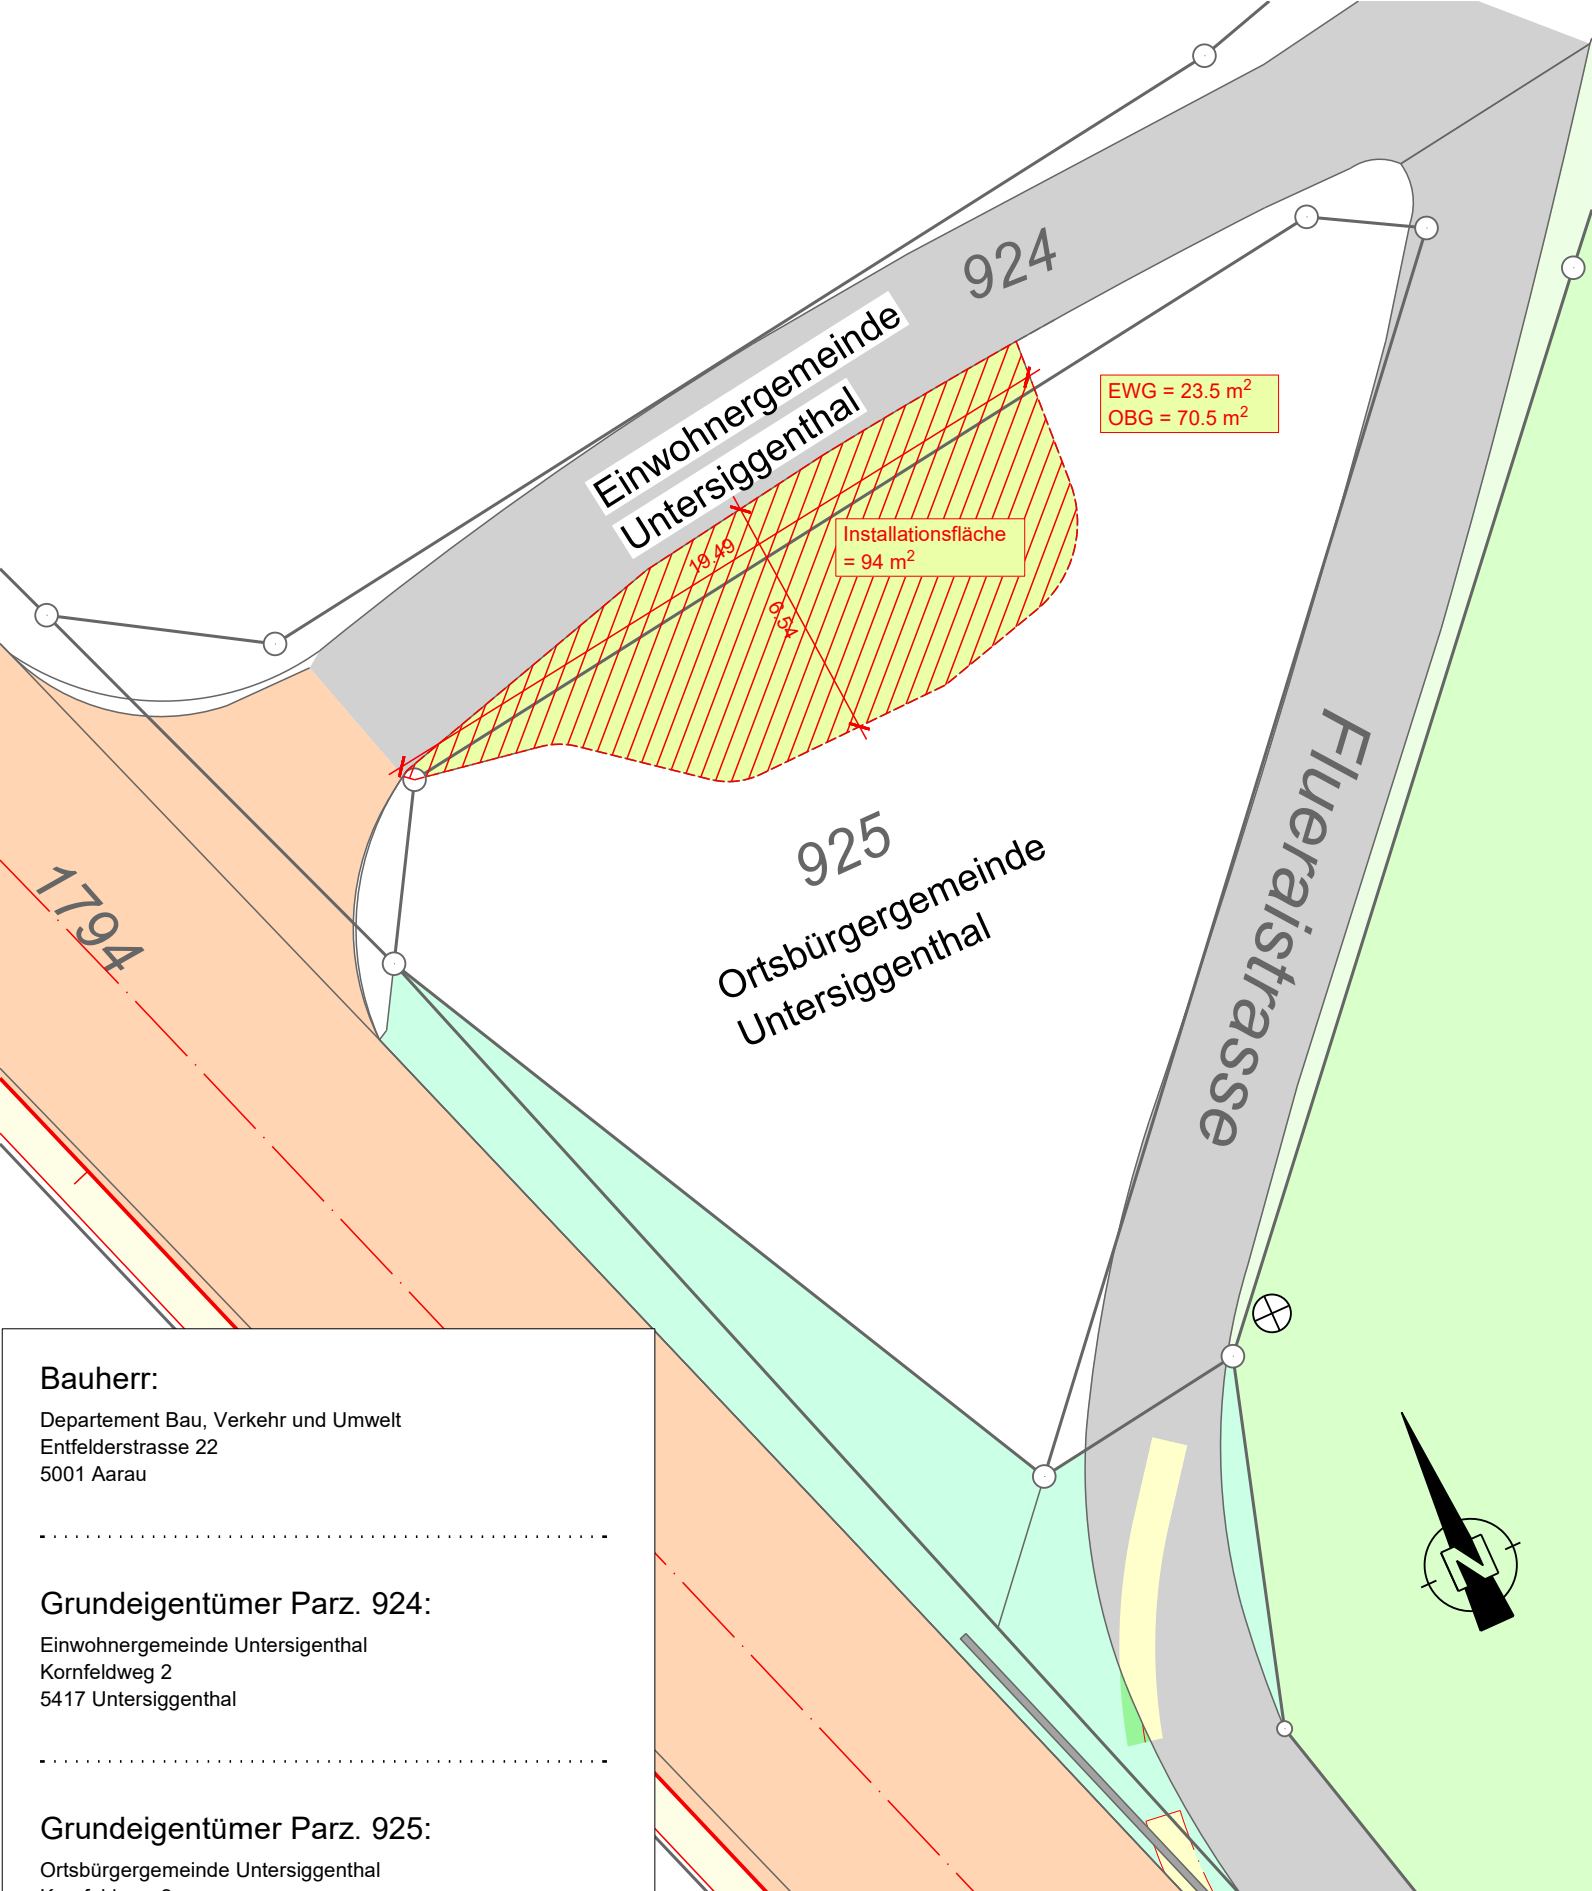 924
Einwohnergemeinde
Untersiggenthal
EWG = 23.5 m²
OBG = 70.5 m²
Installationsfläche
= 94 m²
19.49
6.54
925
Ortsbürgergemeinde
Untersiggenthal
Flueraistrasse
1794
N
Bauherr:
Departement Bau, Verkehr und Umwelt
Entfelderstrasse 22
5001 Aarau
Grundeigentümer Parz. 924:
Einwohnergemeinde Untersigenthal
Kornfeldweg 2
5417 Untersiggenthal
Grundeigentümer Parz. 925:
Ortsbürgergemeinde Untersiggenthal